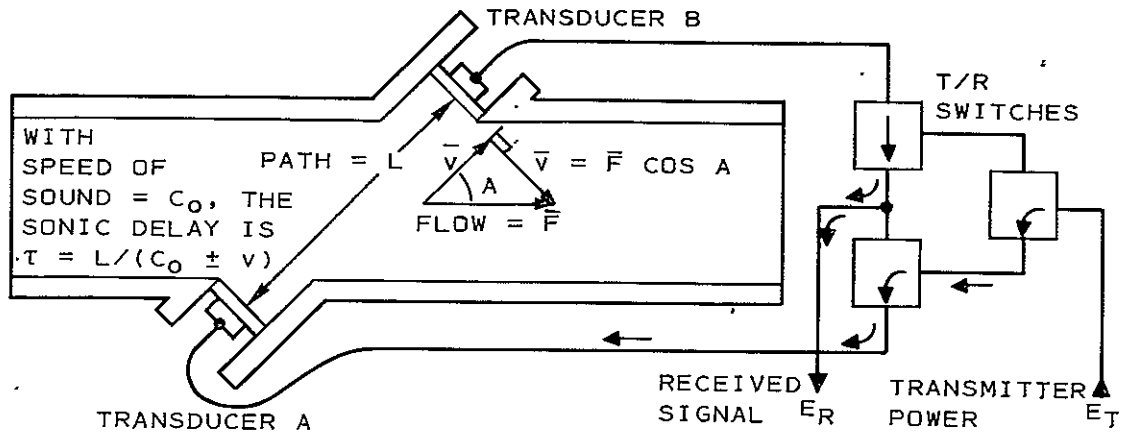 TRANSDUCER B
T/R
SWITCHES
WITH
SPEED OF
SOUND = C₀, THE
SONIC DELAY IS
τ = L/(C₀ ± V)
PATH = L
V̅
A
V̅ = F̅ COS A
FLOW = F̅
TRANSDUCER A
RECEIVED
SIGNAL E_R
TRANSMITTER
POWER E_T